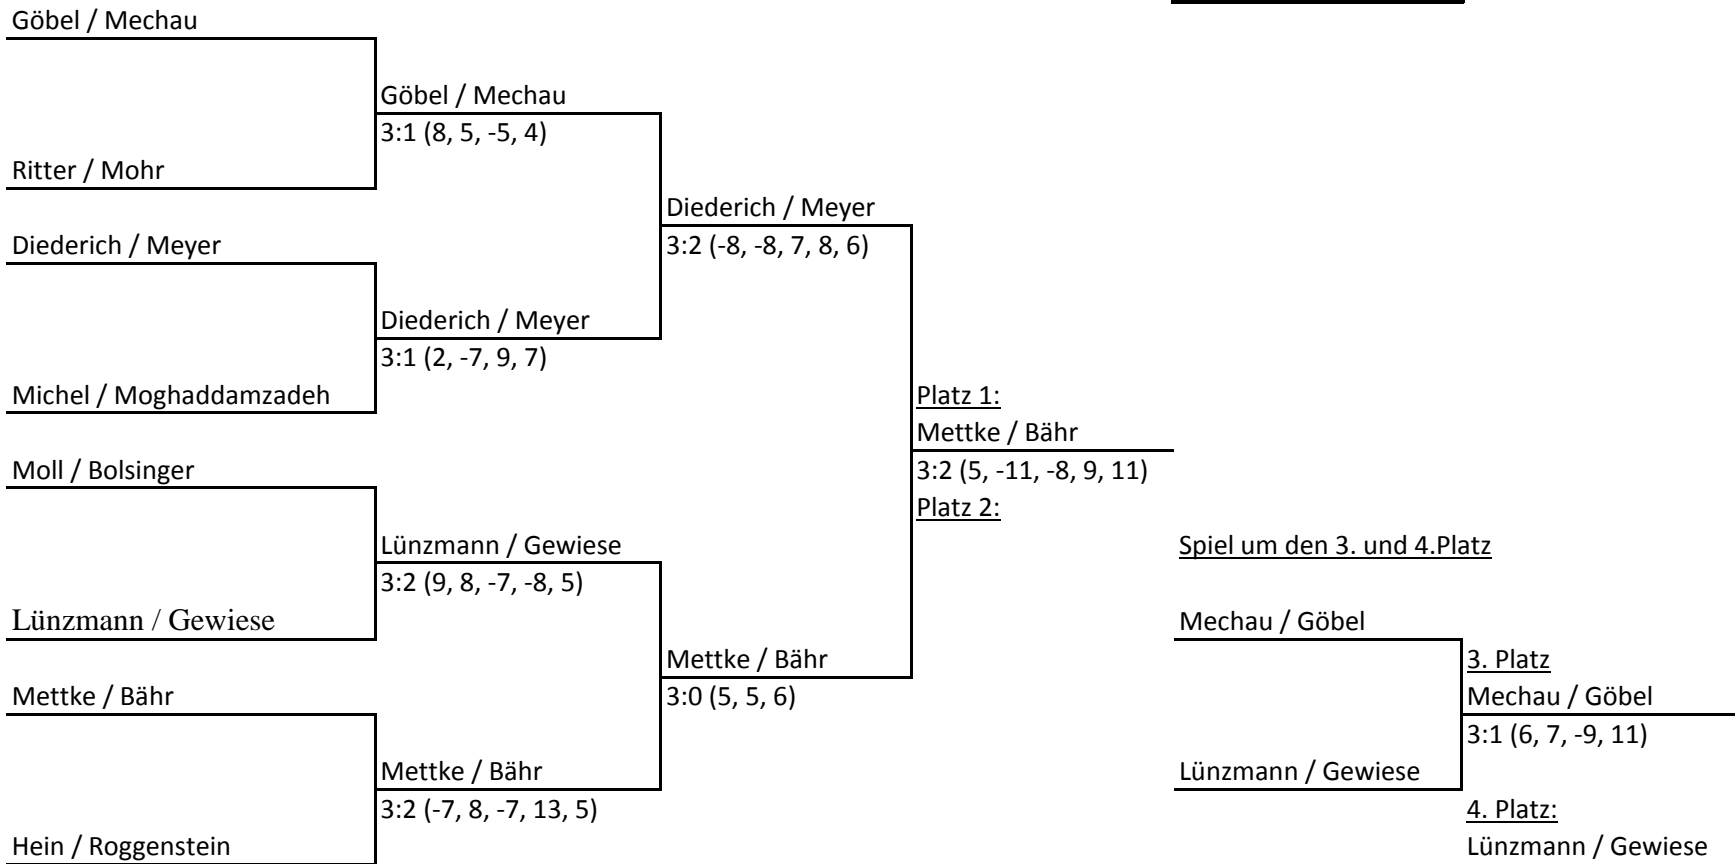 Göbel / Mechau
Göbel / Mechau
3:1 (8, 5, -5, 4)
Ritter / Mohr
Diederich / Meyer
3:2 (-8, -8, 7, 8, 6)
Diederich / Meyer
Diederich / Meyer
3:1 (2, -7, 9, 7)
Michel / Moghaddamzadeh
Platz 1:
Mettke / Bähr
3:2 (5, -11, -8, 9, 11)
Platz 2:
Moll / Bolsinger
Lünzmann / Gewiese
3:2 (9, 8, -7, -8, 5)
Lünzmann / Gewiese
Mettke / Bähr
3:0 (5, 5, 6)
Mettke / Bähr
Mettke / Bähr
3:2 (-7, 8, -7, 13, 5)
Hein / Roggenstein
Spiel um den 3. und 4.Platz
Mechau / Göbel
3. Platz
Mechau / Göbel
3:1 (6, 7, -9, 11)
Lünzmann / Gewiese
4. Platz:
Lünzmann / Gewiese